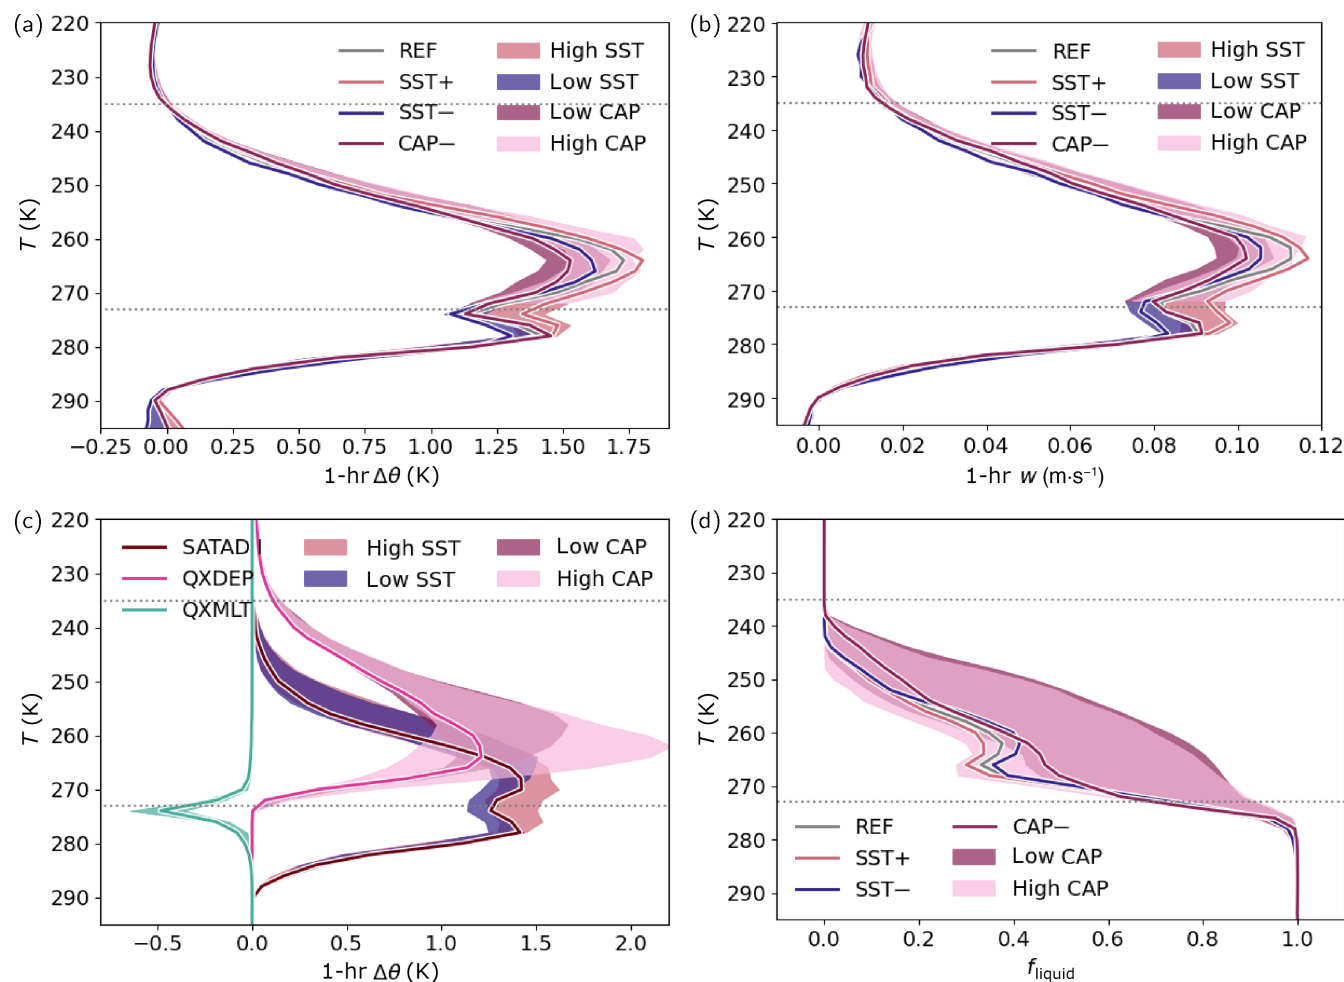 (a)
220
230
240
250
260
270
280
290
T (K)
REF
SST+
SST−
CAP−
High SST
Low SST
Low CAP
High CAP
−0.25
0.00
0.25
0.50
0.75
1.00
1.25
1.50
1.75
1-hr Δθ (K)
(b)
220
230
240
250
260
270
280
290
T (K)
REF
SST+
SST−
CAP−
High SST
Low SST
Low CAP
High CAP
0.00
0.02
0.04
0.06
0.08
0.10
0.12
1-hr w (m·s⁻¹)
(c)
220
230
240
250
260
270
280
290
T (K)
QXDEP
QXMLT
High SST
Low SST
Low CAP
High CAP
−0.5
0.0
0.5
1.0
1.5
2.0
1-hr Δθ (K)
(d)
220
230
240
250
260
270
280
290
T (K)
REF
SST+
SST−
CAP−
Low CAP
High CAP
0.0
0.2
0.4
0.6
0.8
1.0
f_liquid